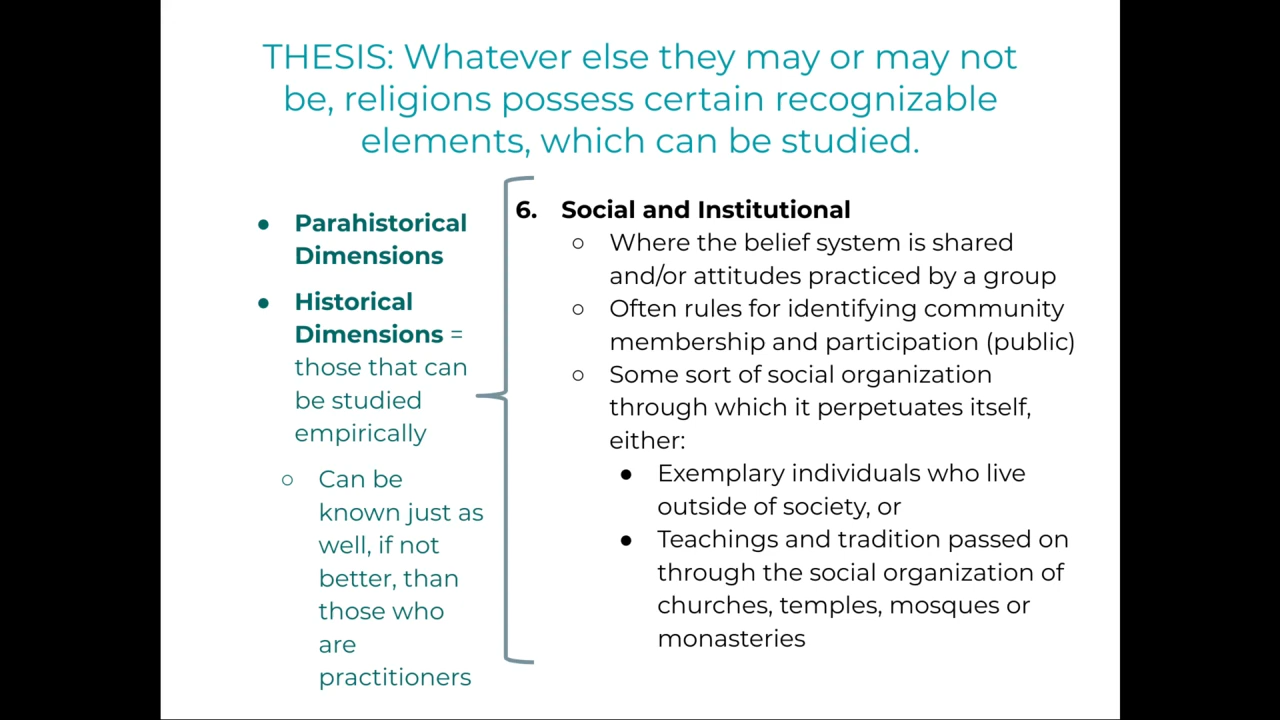 THESIS: Whatever else they may or may not
be, religions possess certain recognizable
elements, which can be studied.
● Parahistorical
Dimensions
● Historical
Dimensions =
those that can
be studied
empirically
○ Can be
known just as
well, if not
better, than
those who
are
practitioners
6. Social and Institutional
○ Where the belief system is shared
and/or attitudes practiced by a group
○ Often rules for identifying community
membership and participation (public)
○ Some sort of social organization
through which it perpetuates itself,
either:
● Exemplary individuals who live
outside of society, or
● Teachings and tradition passed on
through the social organization of
churches, temples, mosques or
monasteries